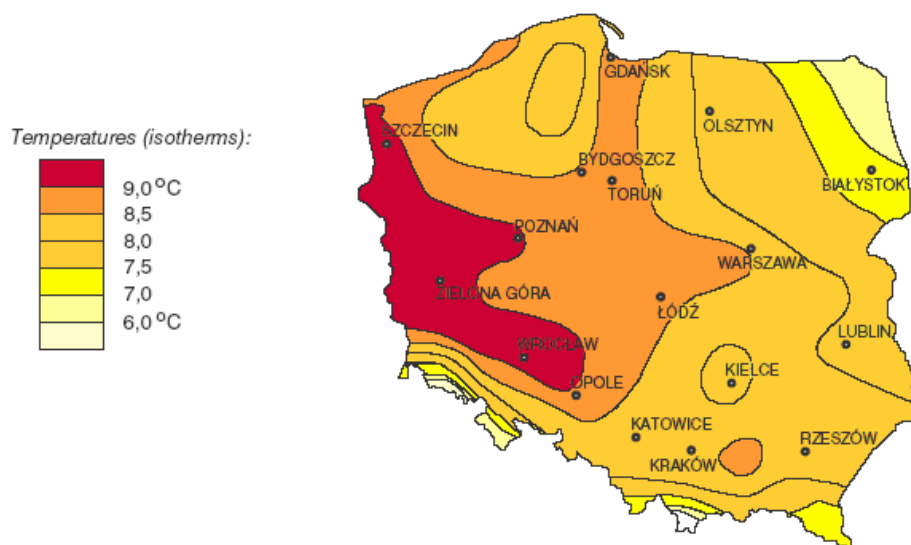 Temperatures (isotherms):
9,0 °C
8,5
8,0
7,5
7,0
6,0 °C
GDAŃSK
OLSZTYN
SZCZECIN
BYDGOSZCZ
TORUŃ
BIAŁYSTOK
POZNAŃ
WARSZAWA
ZIELONA GÓRA
ŁÓDŹ
LUBLIN
WROCŁAW
KIELCE
OPOLE
KATOWICE
RZESZÓW
KRAKÓW